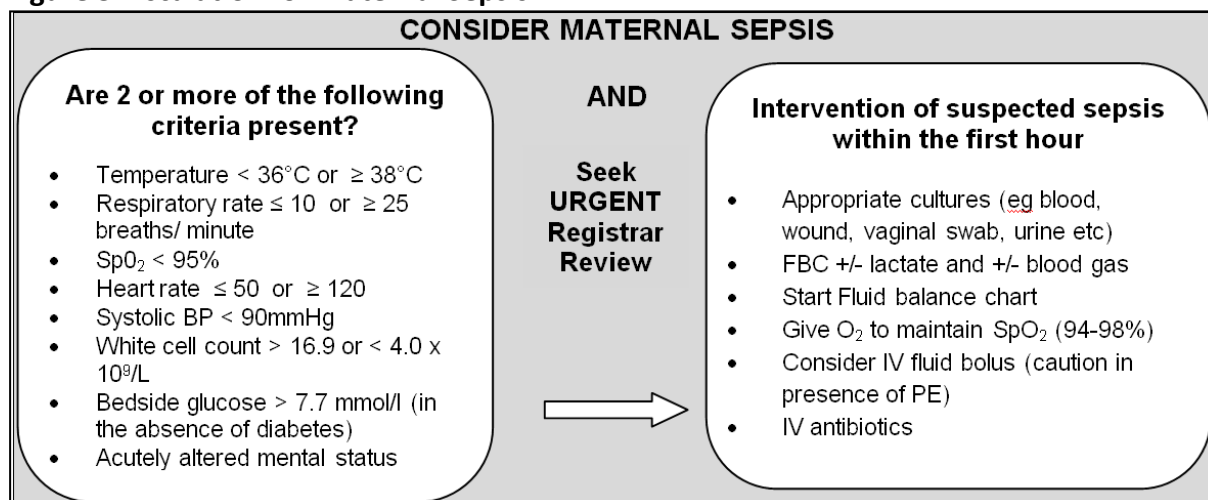 CONSIDER MATERNAL SEPSIS
Are 2 or more of the following
criteria present?
• Temperature < 36°C or ≥ 38°C
• Respiratory rate ≤ 10 or ≥ 25
breaths/ minute
• Sp0₂ < 95%
• Heart rate ≤ 50 or ≥ 120
• Systolic BP < 90mmHg
• White cell count > 16.9 or < 4.0 x
10⁹/L
• Bedside glucose > 7.7 mmol/l (in
the absence of diabetes)
• Acutely altered mental status
AND
Seek
URGENT
Registrar
Review
Intervention of suspected sepsis
within the first hour
• Appropriate cultures (eg blood,
wound, vaginal swab, urine etc)
• FBC +/- lactate and +/- blood gas
• Start Fluid balance chart
• Give O₂ to maintain SpO₂ (94-98%)
• Consider IV fluid bolus (caution in
presence of PE)
• IV antibiotics